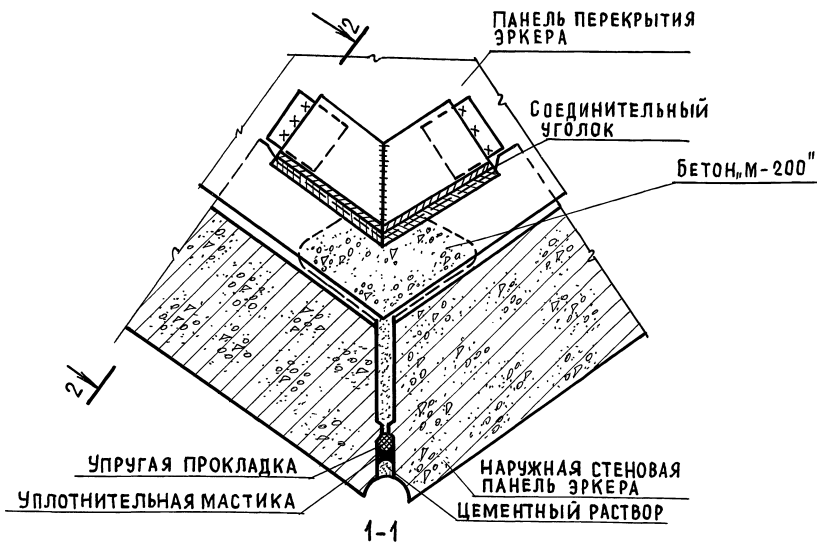 2
ПАНЕЛЬ ПЕРЕКРЫТИЯ
ЭРКЕРА
СОЕДИНИТЕЛЬНЫЙ
УГОЛОК
БЕТОН „М-200"
2
УПРУГАЯ ПРОКЛАДКА
УПЛОТНИТЕЛЬНАЯ МАСТИКА
НАРУЖНАЯ СТЕНОВАЯ
ПАНЕЛЬ ЭРКЕРА
ЦЕМЕНТНЫЙ РАСТВОР
1-1